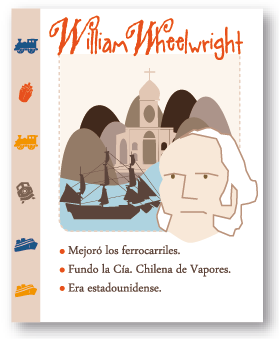 William Wheelwright
Mejoró los ferrocarriles.
Fundo la Cía. Chilena de Vapores.
Era estadounidense.